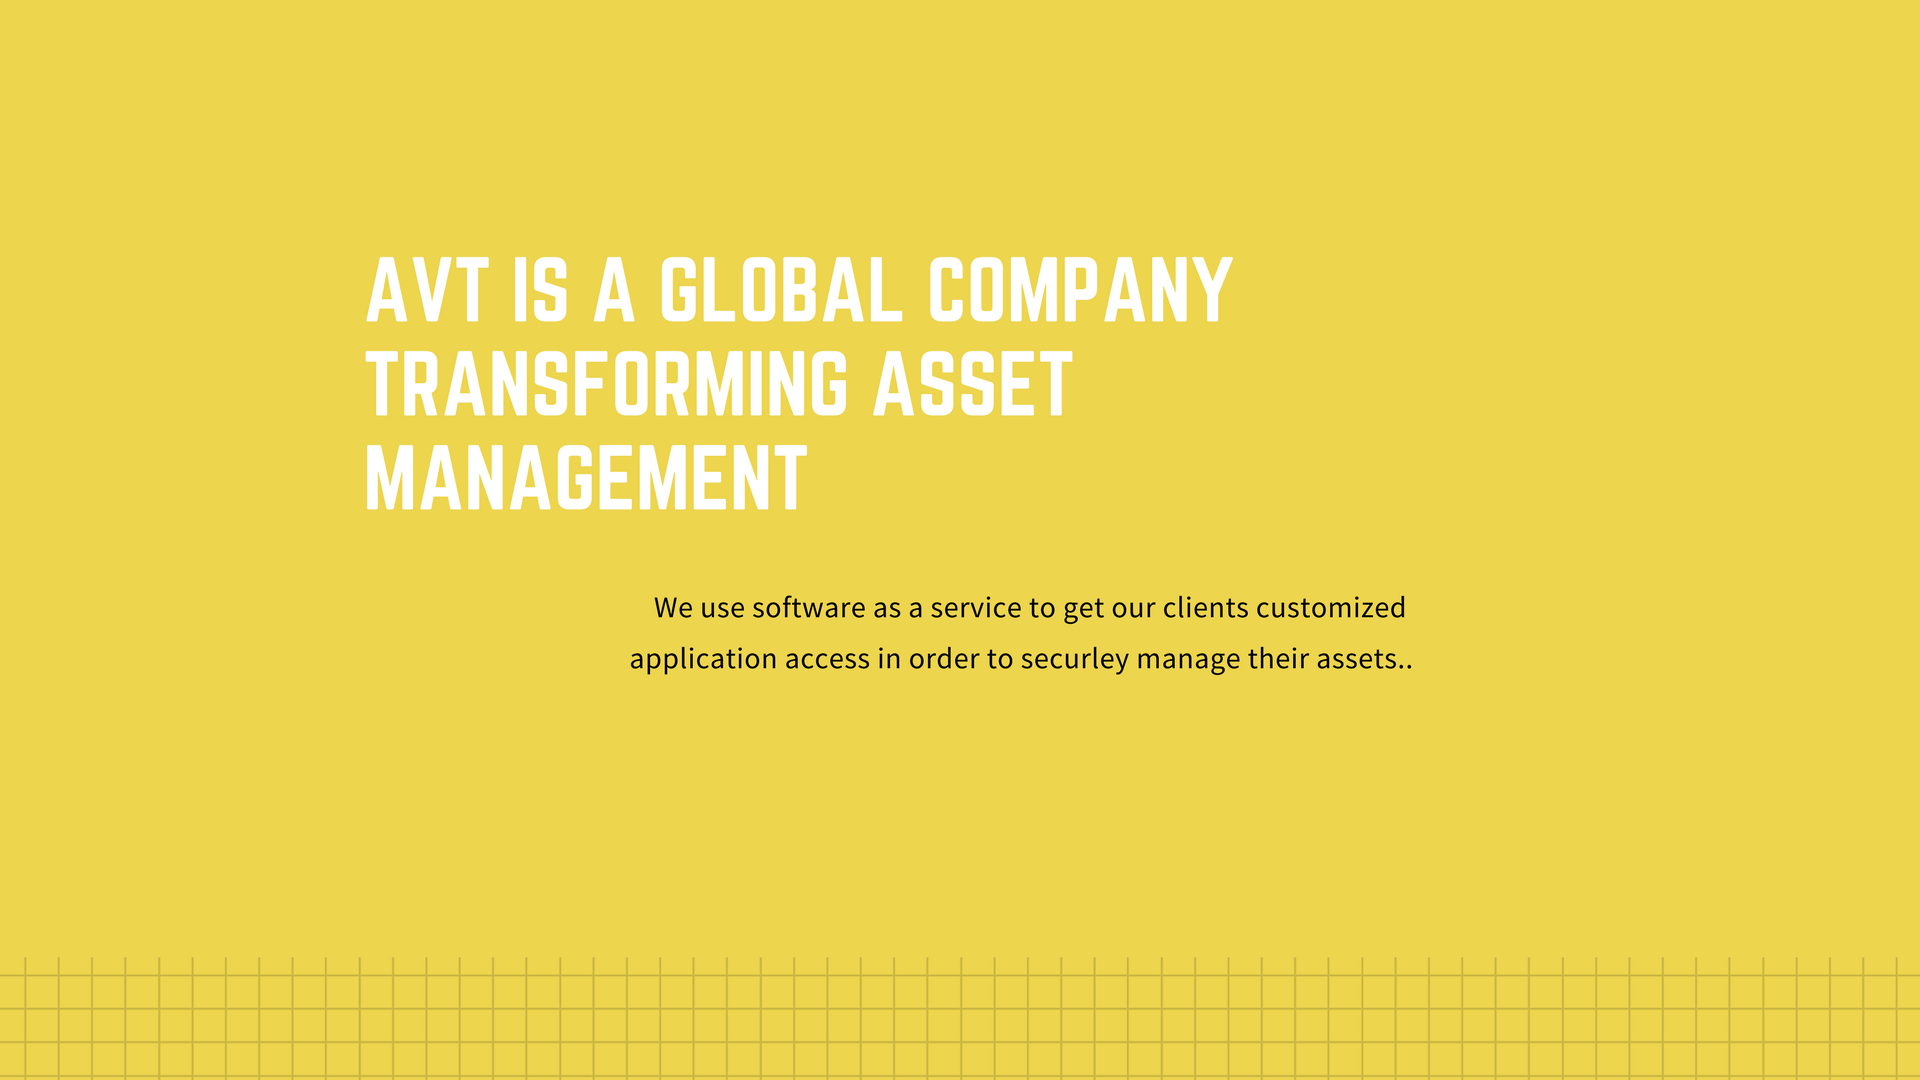 AVT IS A GLOBAL COMPANY
TRANSFORMING ASSET
MANAGEMENT
We use software as a service to get our clients customized
application access in order to securley manage their assets..